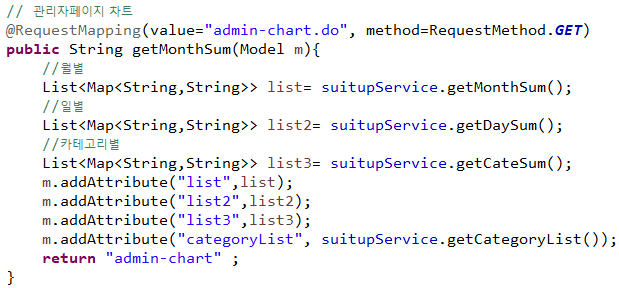 // 관리자페이지 차트
@RequestMapping(value="admin-chart.do", method=RequestMethod.GET)
public String getMonthSum(Model m){
//월별
List<Map<String,String>> list= suitupService.getMonthSum();
//일별
List<Map<String,String>> list2= suitupService.getDaySum();
//카테고리별
List<Map<String,String>> list3= suitupService.getCateSum();
m.addAttribute("list",list);
m.addAttribute("list2",list2);
m.addAttribute("list3",list3);
m.addAttribute("categoryList", suitupService.getCategoryList());
return "admin-chart" ;
}